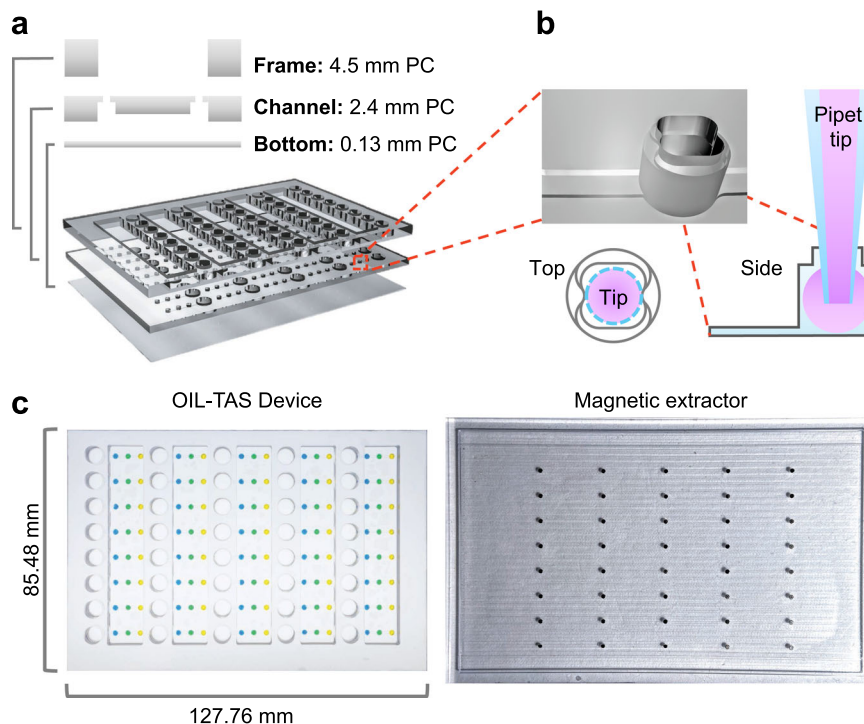 a
Frame: 4.5 mm PC
Channel: 2.4 mm PC
Bottom: 0.13 mm PC
b
Pipet
tip
Top
Tip
Side
c
OIL-TAS Device
Magnetic extractor
85.48 mm
127.76 mm